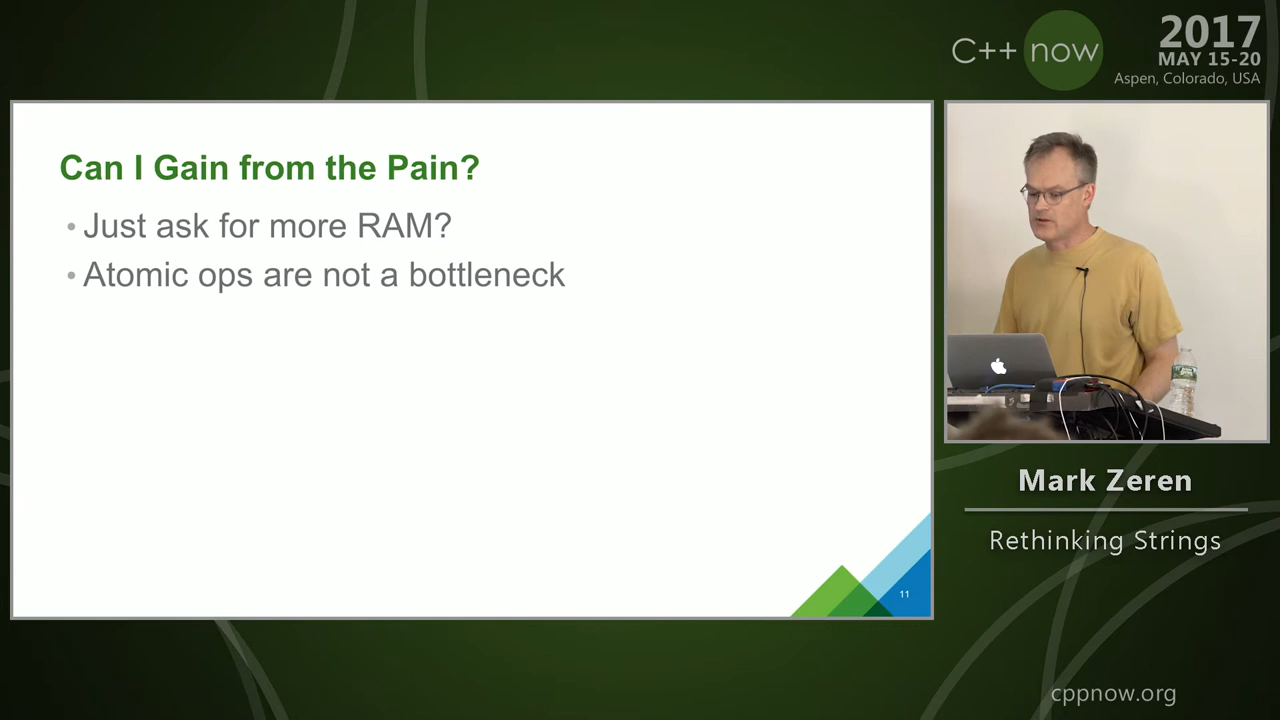 C++ now
2017
MAY 15-20
Aspen, Colorado, USA
Can I Gain from the Pain?
• Just ask for more RAM?
• Atomic ops are not a bottleneck
11
Mark Zeren
Rethinking Strings
cppnow.org